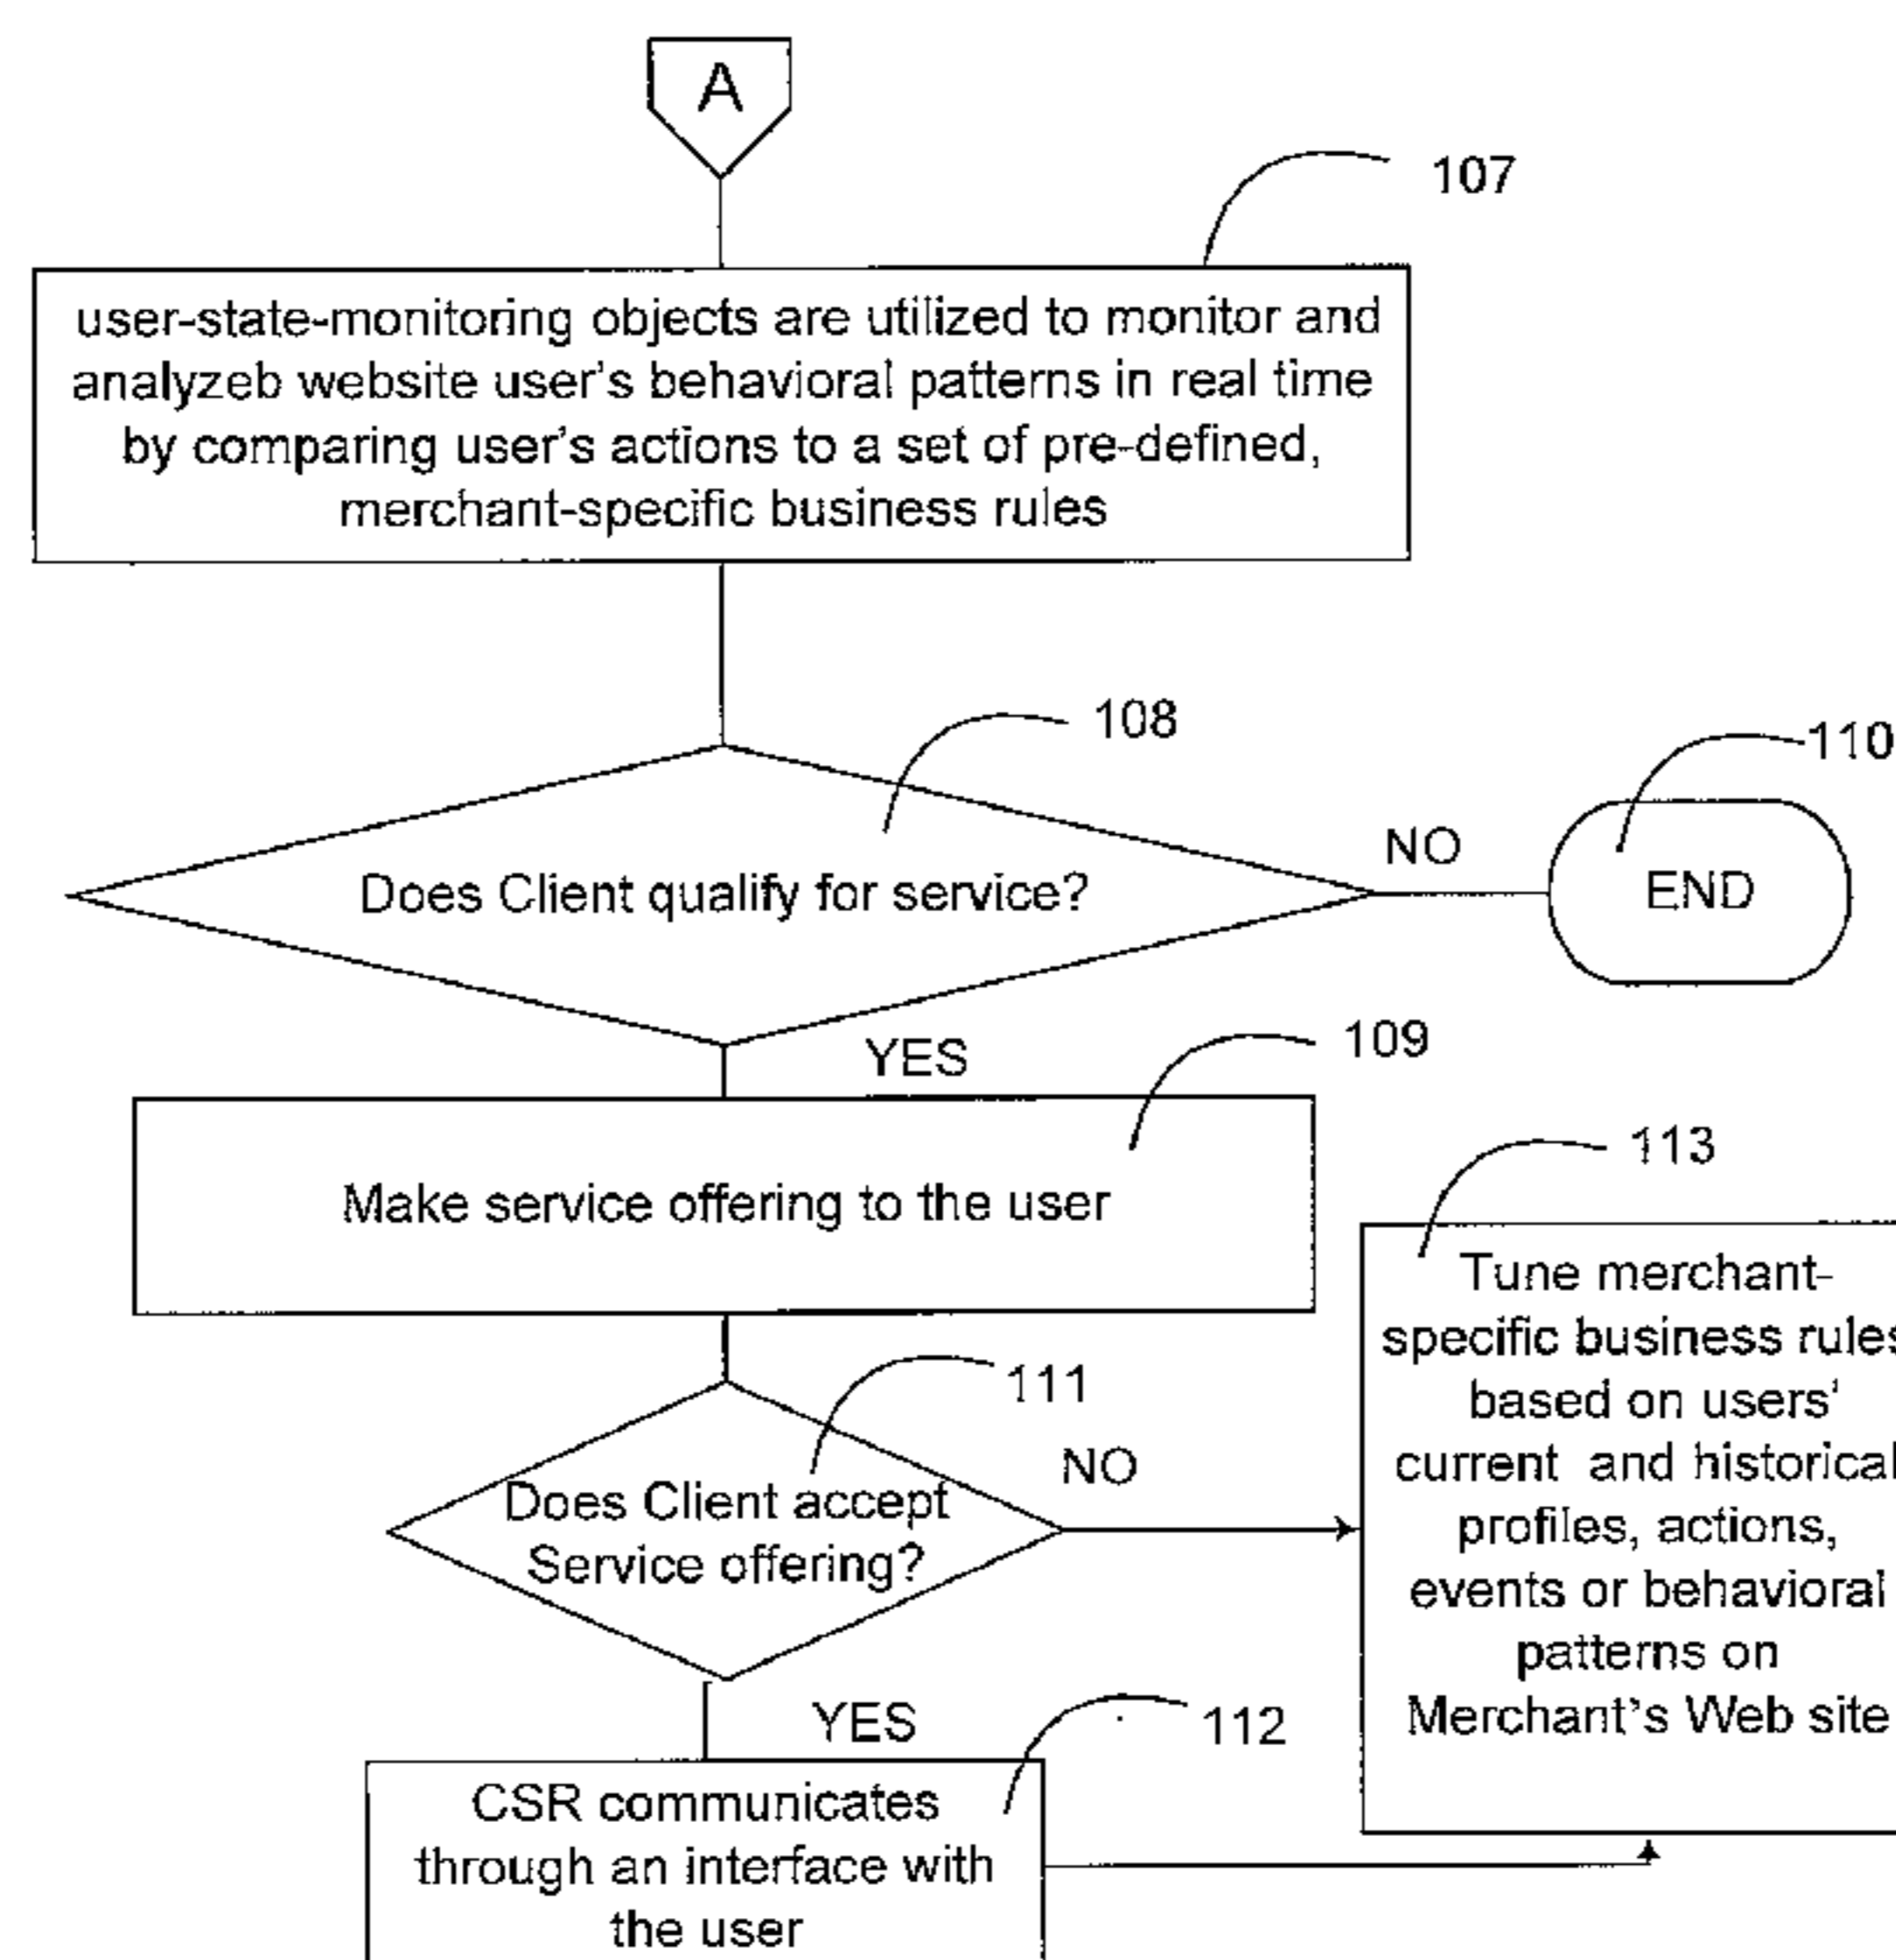 A
107
user-state-monitoring objects are utilized to monitor and
analyzeb website user's behavioral patterns in real time
by comparing user's actions to a set of pre-defined,
merchant-specific business rules
108
110
Does Client qualify for service?
NO
END
YES
109
Make service offering to the user
113
Tune merchant-
specific business rules
based on users'
current and historical
profiles, actions,
events or behavioral
patterns on
Merchant's Web site
111
Does Client accept
Service offering?
NO
YES
112
CSR communicates
through an interface with
the user